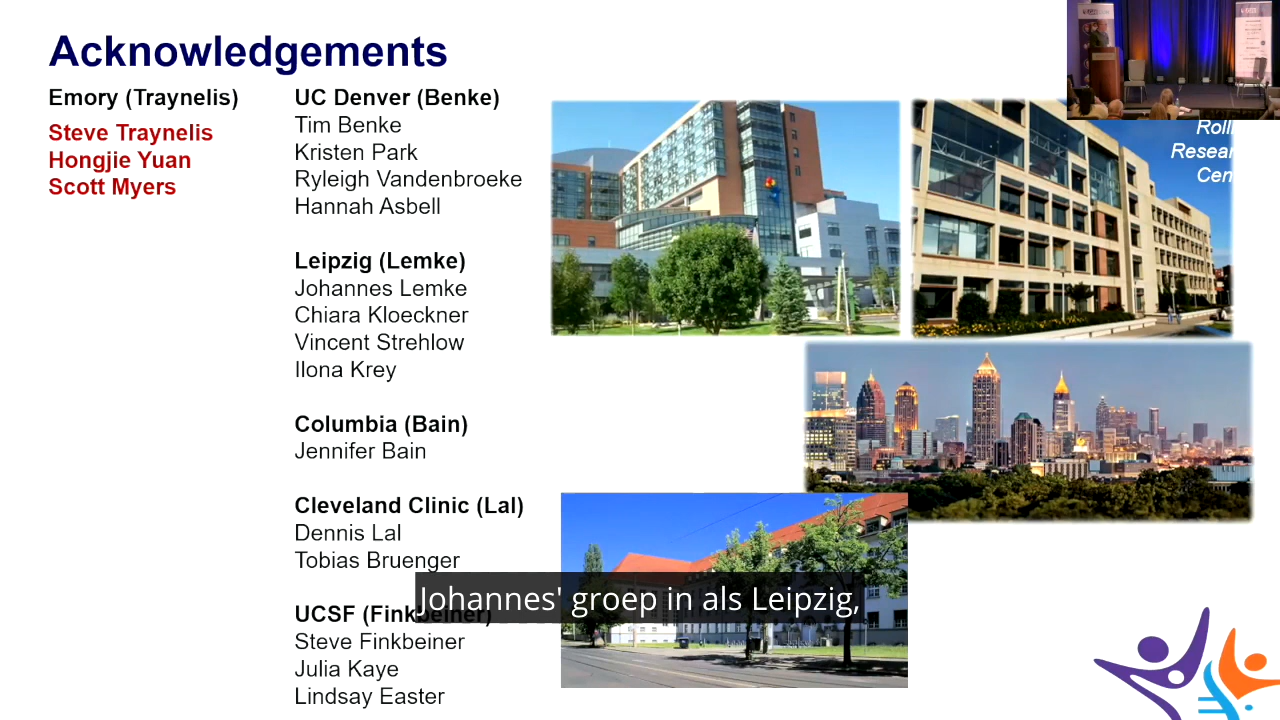 Acknowledgements
Emory (Traynelis)
Steve Traynelis
Hongjie Yuan
Scott Myers
UC Denver (Benke)
Tim Benke
Kristen Park
Ryleigh Vandenbroeke
Hannah Asbell
Leipzig (Lemke)
Johannes Lemke
Chiara Kloeckner
Vincent Strehlow
Ilona Krey
Columbia (Bain)
Jennifer Bain
Cleveland Clinic (Lal)
Dennis Lal
Tobias Bruenger
UCSF (Finkbeiner)
Steve Finkbeiner
Julia Kaye
Lindsay Easter
Johannes' groep in als Leipzig,